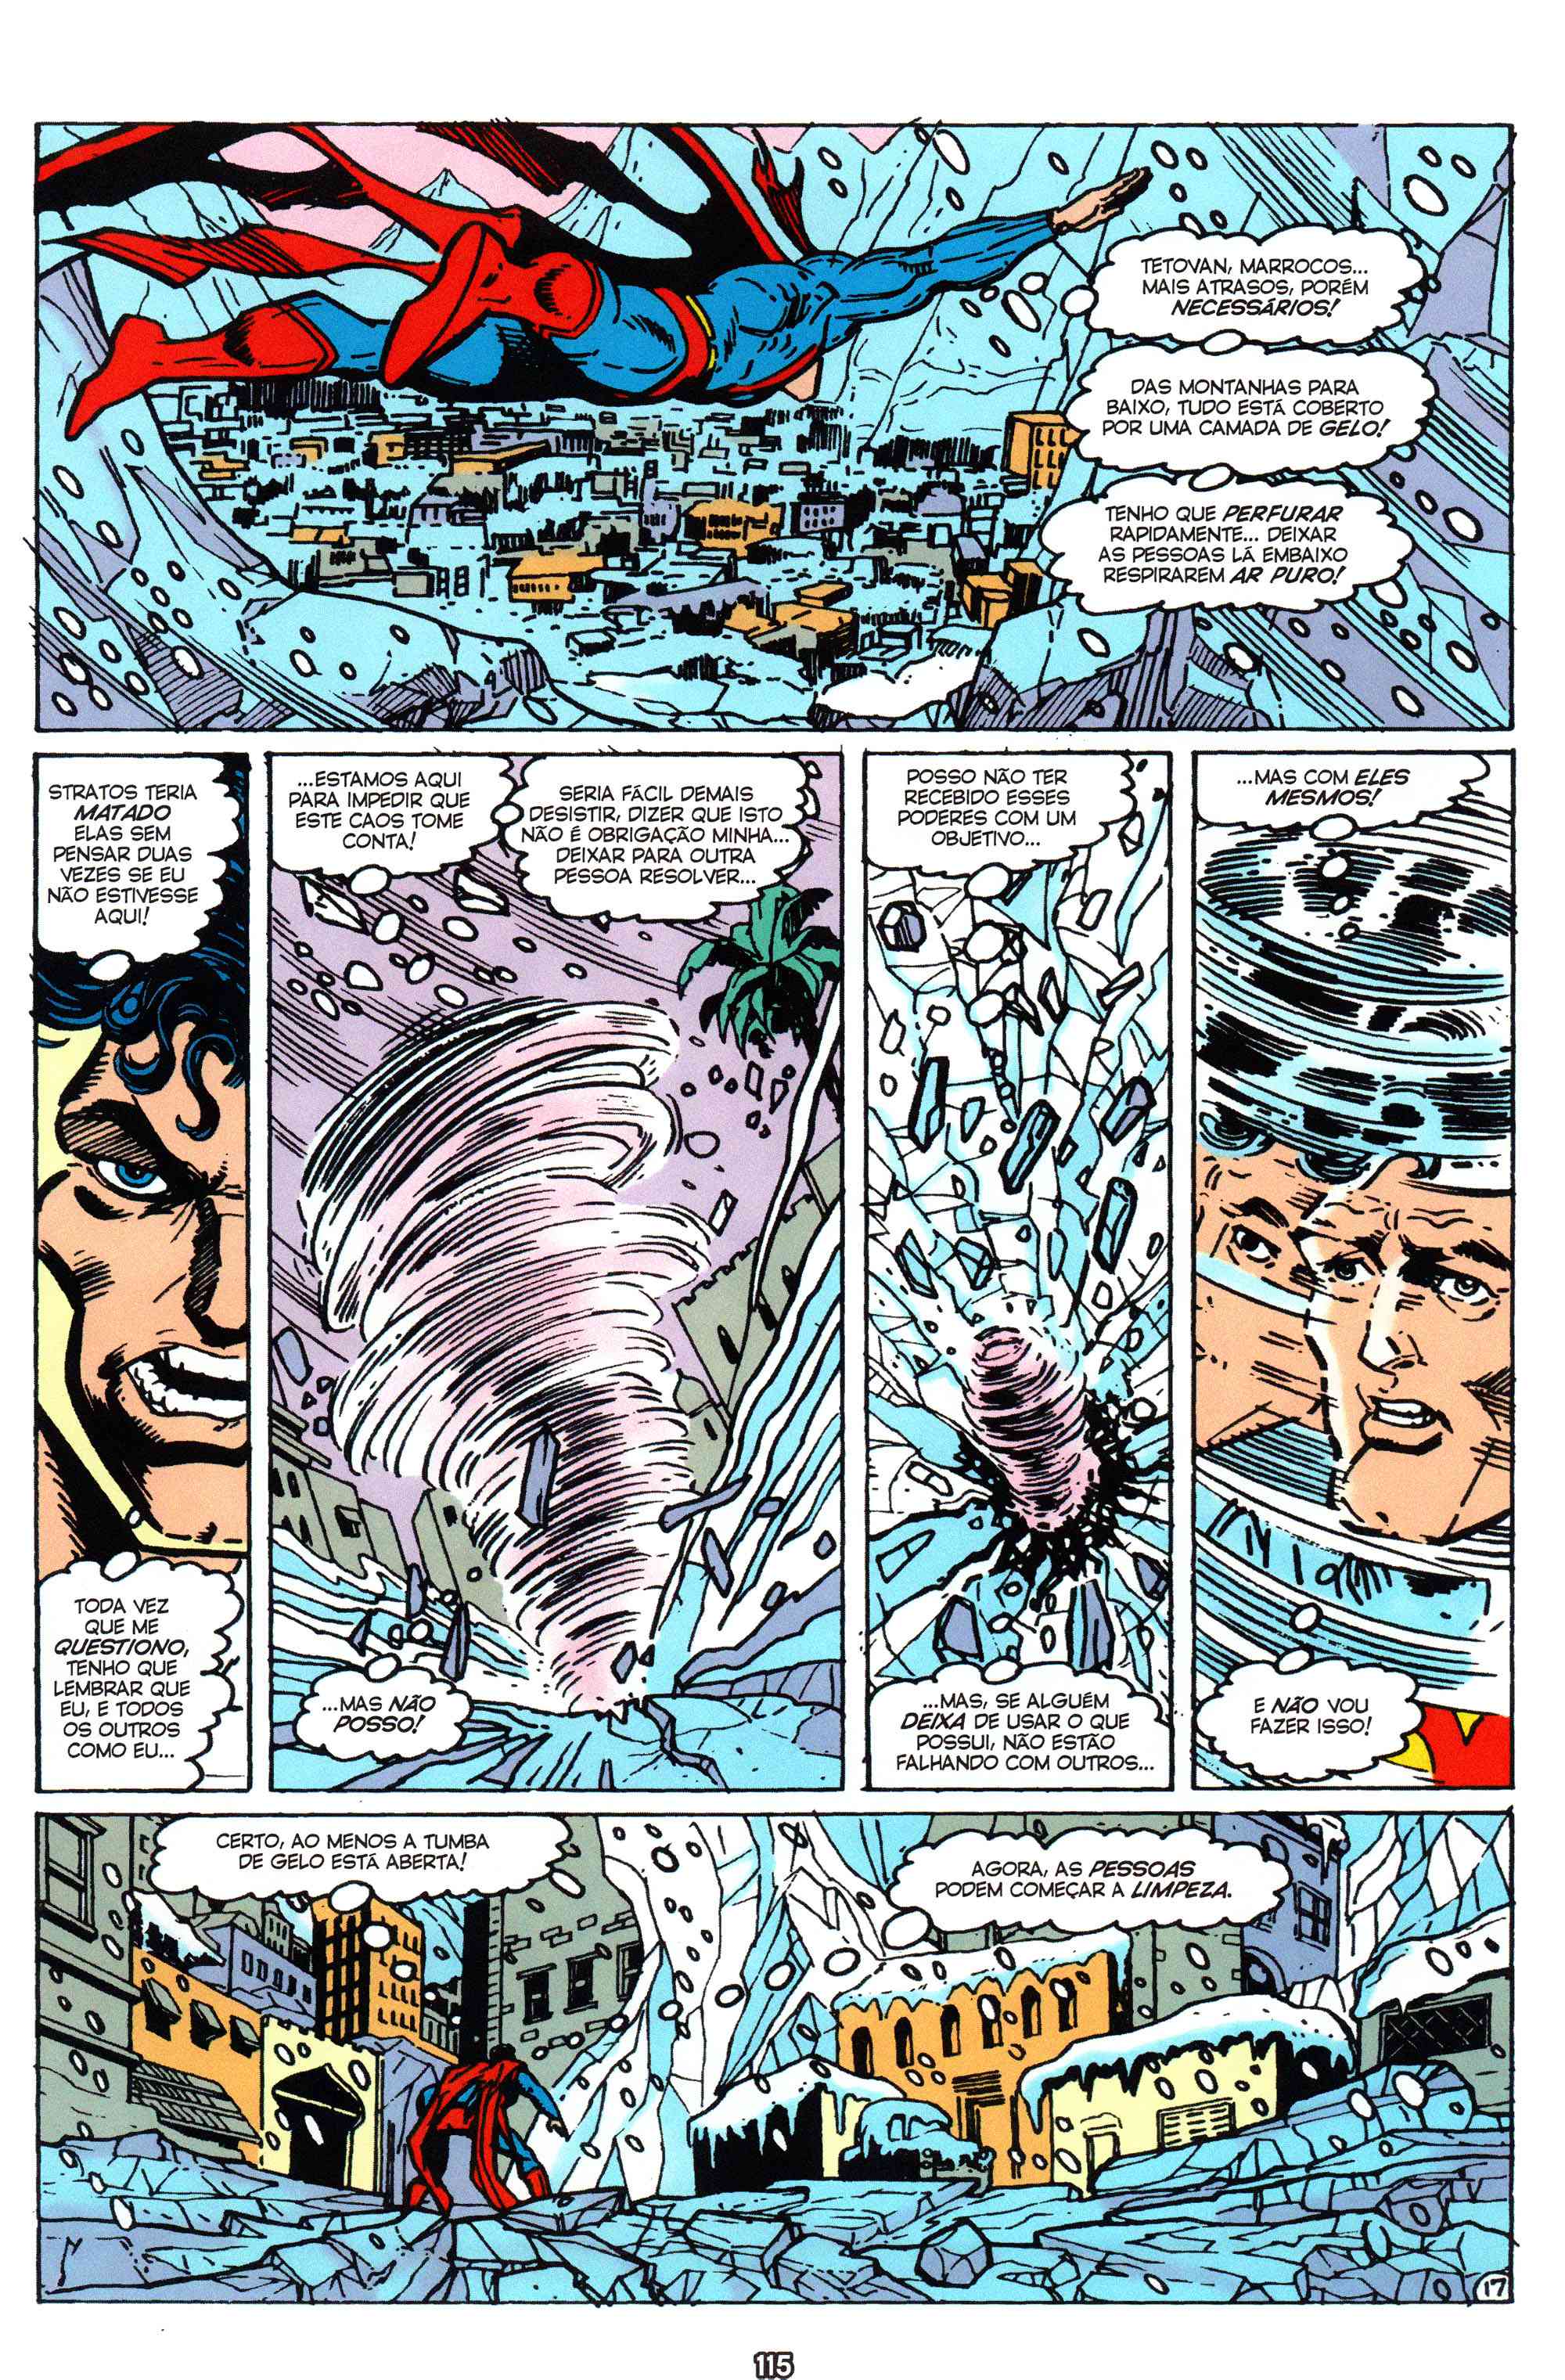 TETOVAN, MARROCOS...
MAIS ATRASOS, PORÉM
NECESSÁRIOS!
DAS MONTANHAS PARA
BAIXO, TUDO ESTÁ COBERTO
POR UMA CAMADA DE GELO!
TENHO QUE PERFURAR
RAPIDAMENTE... DEIXAR
AS PESSOAS LÁ EMBAIXO
RESPIRAREM AR PURO!
STRATOS TERIA
MATADO
ELAS SEM
PENSAR DUAS
VEZES SE EU
NÃO ESTIVESSE
AQUI!
TODA VEZ
QUE ME
QUESTIONO,
TENHO QUE
LEMBRAR QUE
EU, E TODOS
OS OUTROS
COMO EU...
...ESTAMOS AQUI
PARA IMPEDIR QUE
ESTE CAOS TOME
CONTA!
SERIA FÁCIL DEMAIS
DESISTIR, DIZER QUE ISTO
NÃO É OBRIGAÇÃO MINHA...
DEIXAR PARA OUTRA
PESSOA RESOLVER...
...MAS NÃO
POSSO!
POSSO NÃO TER
RECEBIDO ESSES
PODERES COM UM
OBJETIVO...
...MAS, SE ALGUÉM
DEIXA DE USAR O QUE
POSSUI, NÃO ESTÃO
FALHANDO COM OUTROS...
...MAS COM ELES
MESMOS!
E NÃO VOU
FAZER ISSO!
CERTO, AO MENOS A TUMBA
DE GELO ESTÁ ABERTA!
AGORA, AS PESSOAS
PODEM COMEÇAR A LIMPEZA.
17
115